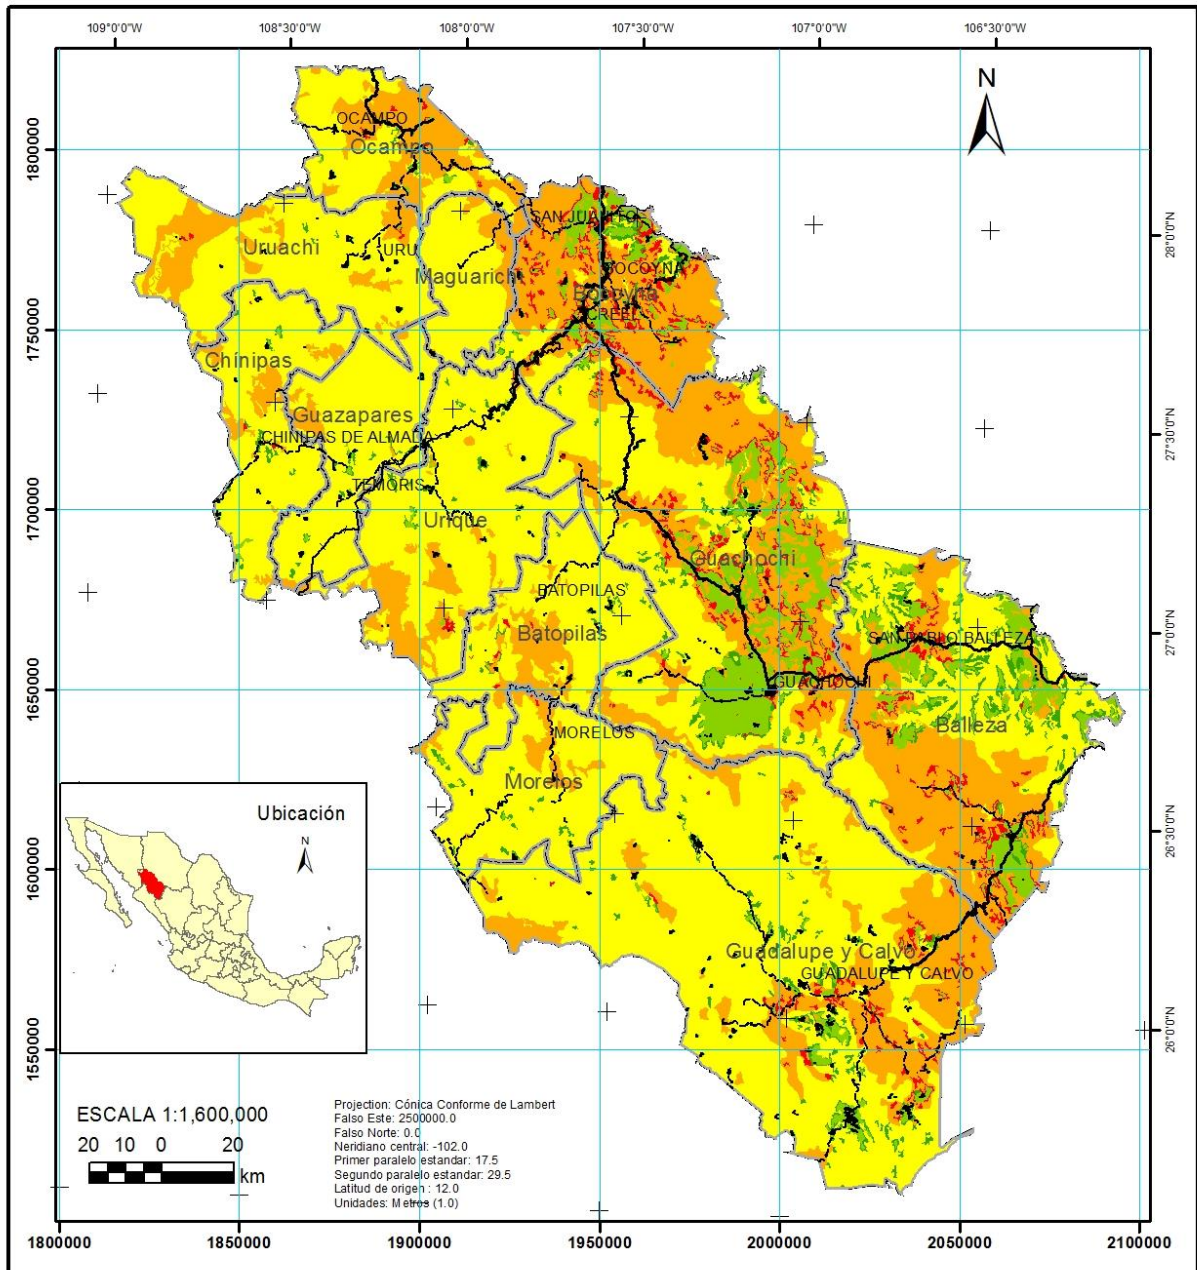 109°0'0"W
108°30'0"W
108°0'0"W
107°30'0"W
107°0'0"W
106°30'0"W
N
OCAMPO
Ocampo
1800000
SAN JUANITO
28°0'0"N
Uruachi
URU
Maguarichi
BOCOYNA
Bocoyna
CREEL
1750000
Chínipas
Guazapares
CHINIPAS DE ALMADA
27°30'0"N
TEMORIS
1700000
Urique
Guachochi
BATOPILAS
Batopilas
SAN PABLO BALLEZA
27°0'0"N
GUACHOCHI
1650000
Balleza
MORELOS
Morelos
26°30'0"N
Ubicación
N
1600000
Guadalupe y Calvo
GUADALUPE Y CALVO
26°0'0"N
1550000
ESCALA 1:1,600,000
20 10 0 20
km
Projection: Cónica Conforme de Lambert
Falso Este: 2500000.0
Falso Norte: 0.0
Neridiano central: -102.0
Primer paralelo estandar: 17.5
Segundo paralelo estandar: 29.5
Latitud de origen : 12.0
Unidades: Metros (1.0)
1800000
1850000
1900000
1950000
2000000
2050000
2100000